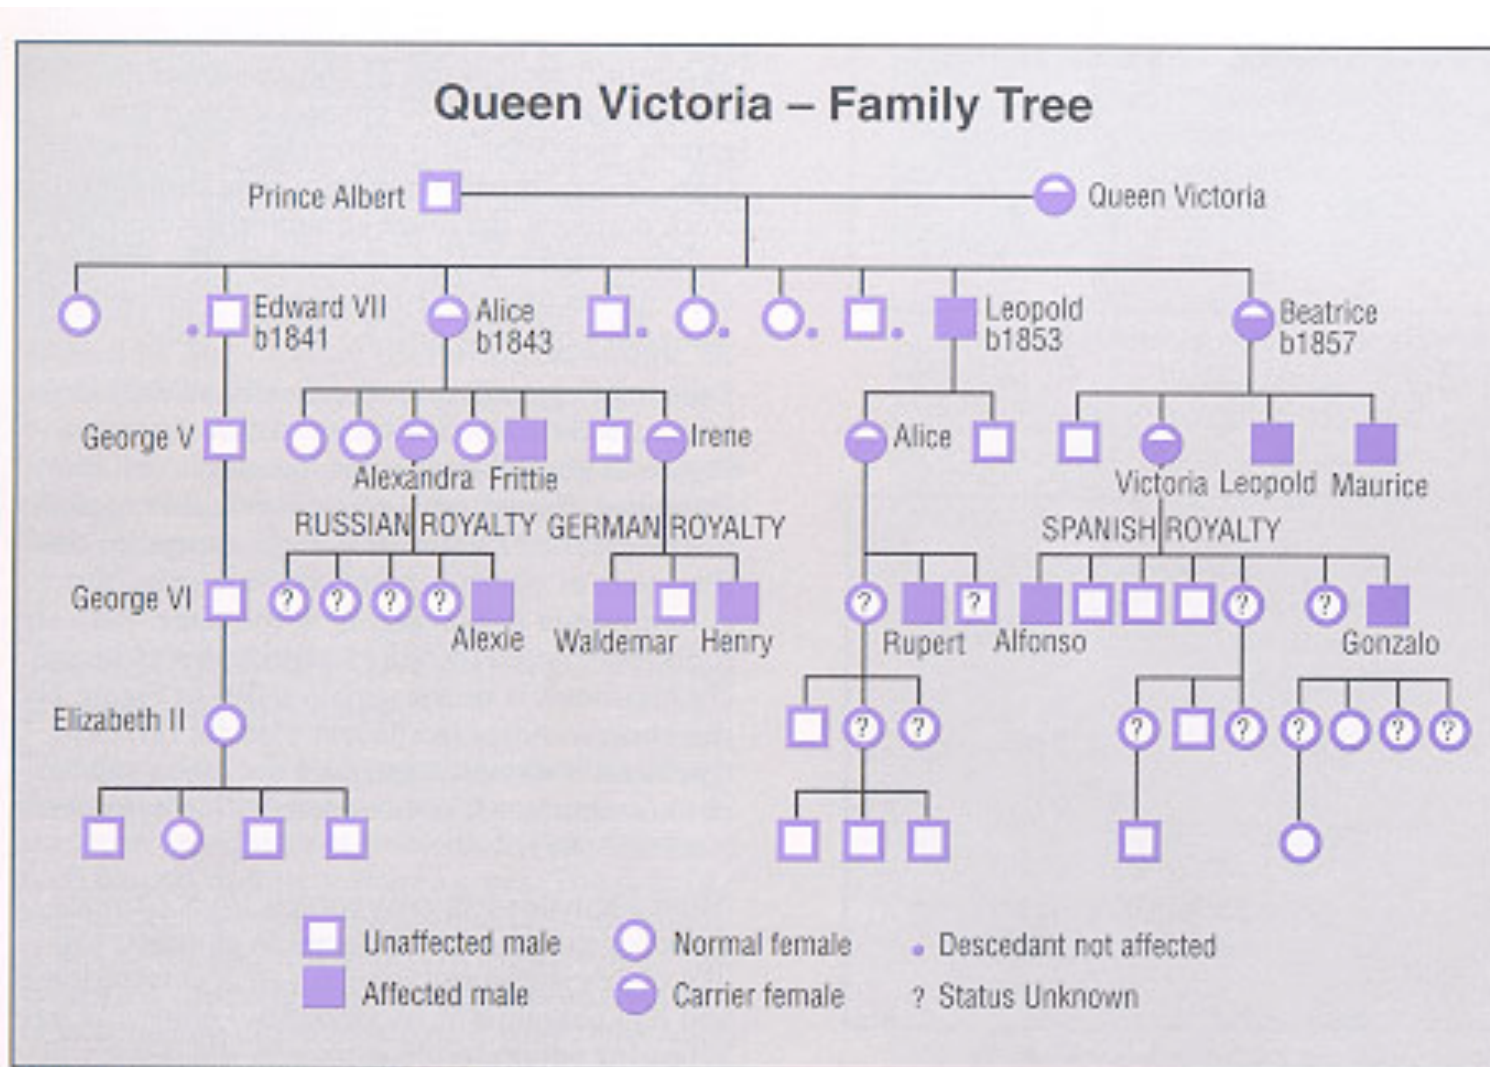 Queen Victoria – Family Tree
Prince Albert
Queen Victoria
Edward VII
b1841
Alice
b1843
Leopold
b1853
Beatrice
b1857
George V
Irene
Alice
Alexandra
Frittie
Victoria
Leopold
Maurice
RUSSIAN ROYALTY
GERMAN ROYALTY
SPANISH ROYALTY
George VI
? ? ? ?
? ?
? ?
Alexie
Waldemar
Henry
Rupert
Alfonso
Gonzalo
Elizabeth II
? ?
? ? ? ? ?
Unaffected male
Normal female
Descedant not affected
Affected male
Carrier female
? Status Unknown